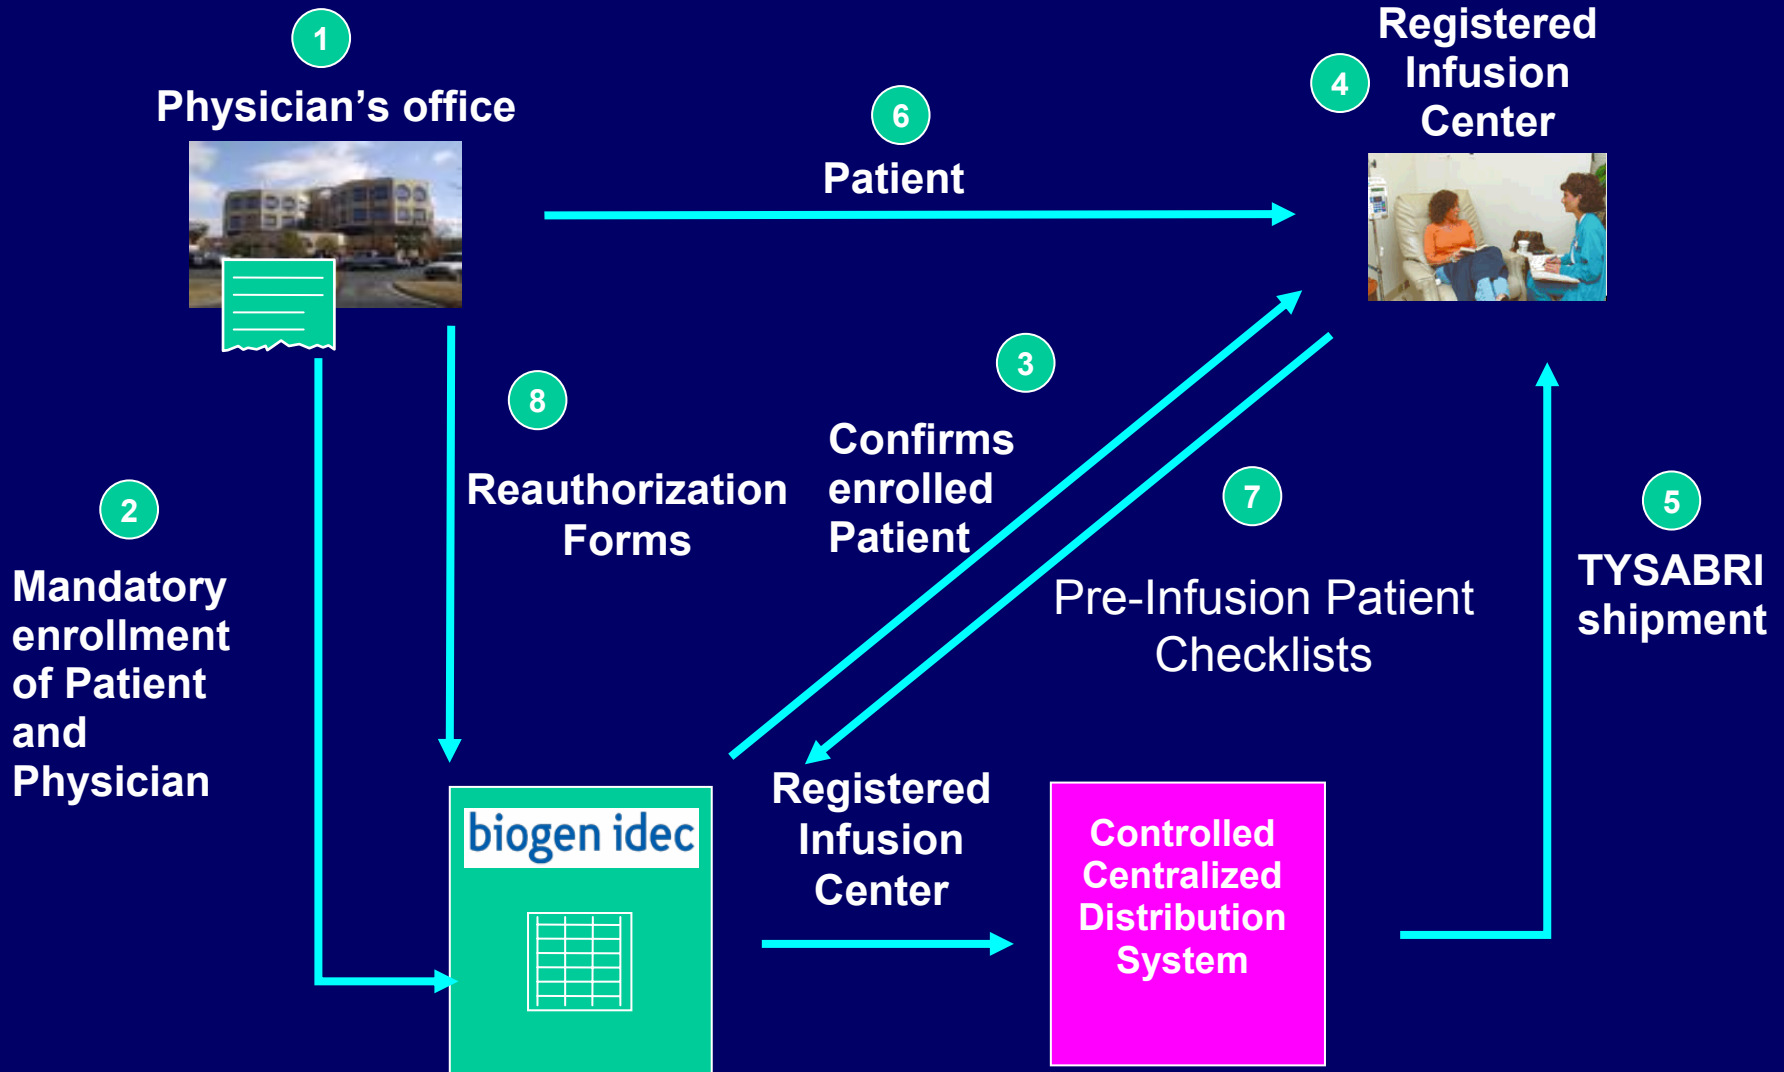 1
Physician’s office
6
Patient
4
Registered
Infusion
Center
2
Mandatory
enrollment
of Patient
and
Physician
8
Reauthorization
Forms
3
Confirms
enrolled
Patient
7
Pre-Infusion Patient
Checklists
5
TYSABRI
shipment
biogen idec
Registered
Infusion
Center
Controlled
Centralized
Distribution
System